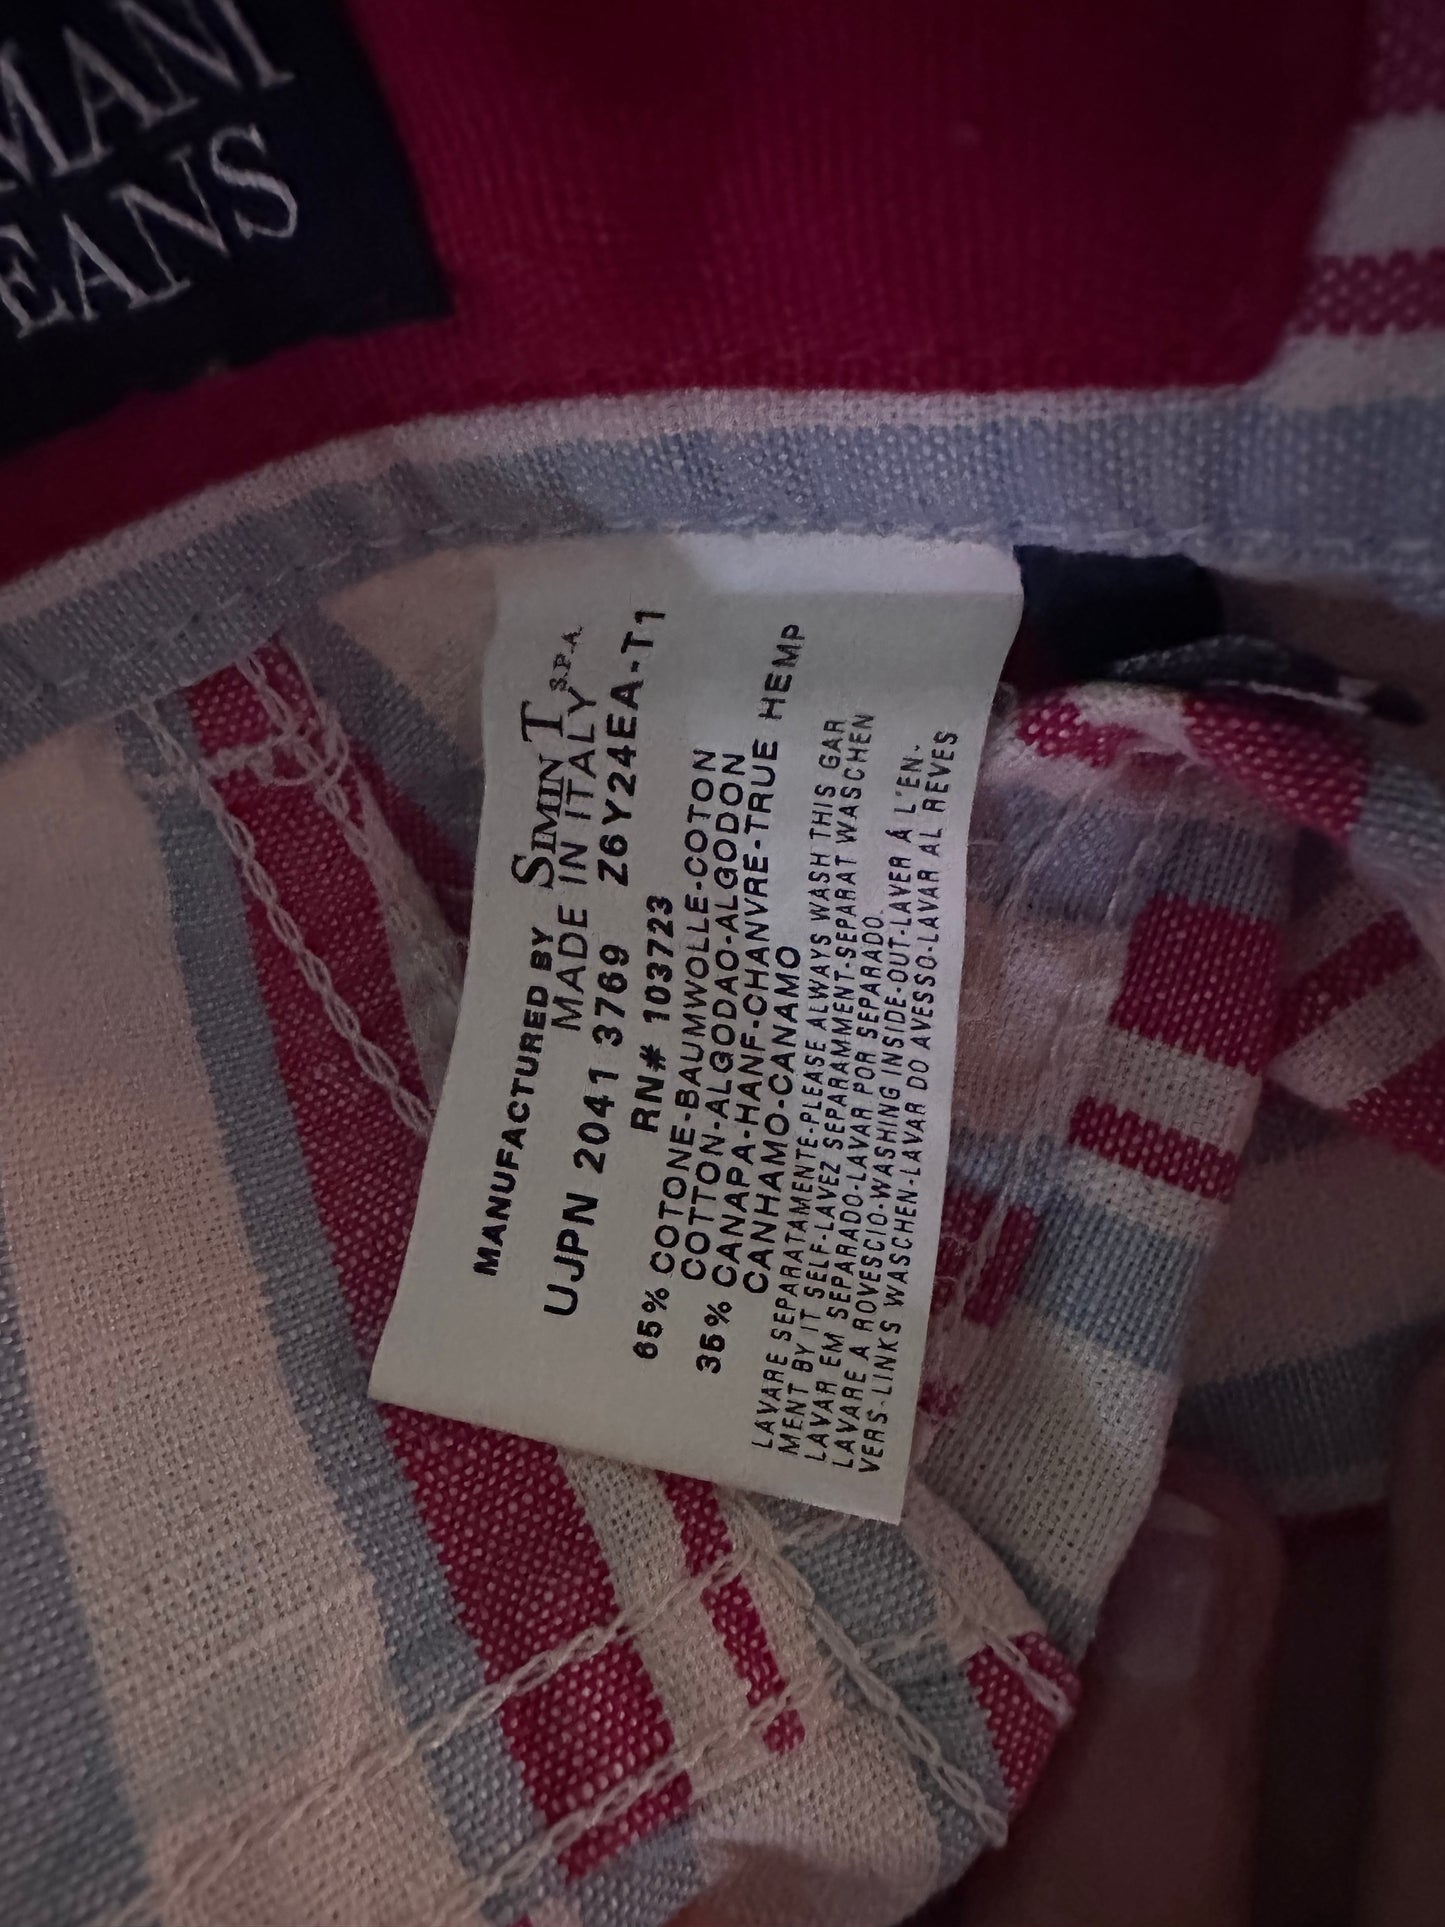 MANI
EANS
MANUFACTURED BY SIMINT S.P.A.
MADE IN ITALY
UJPN 2041 3769 Z6Y24EA-T1
RN# 103723
65% COTONE-BAUMWOLLE-COTON
COTTON-ALGODAO-ALGODON
35% CANAPA-HANF-CHANVRE-TRUE HEMP
CANHAMO-CANAMO
LAVARE SEPARATAMENTE-PLEASE ALWAYS WASH THIS GAR
MENT BY IT SELF-LAVEZ SEPARAMMENT-SEPARAT WASCHEN
LAVAR EM SEPARADO-LAVAR POR SEPARADO.
LAVARE A ROVESCIO-WASHING INSIDE-OUT-LAVER Á L'EN-
VERS-LINKS WASCHEN-LAVAR DO AVESSO-LAVAR AL REVES